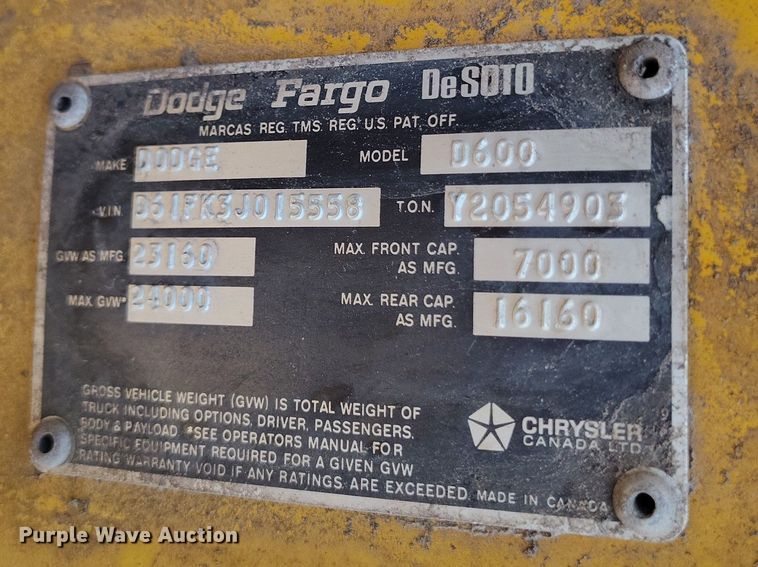 Dodge Fargo DeSOTO
MARCAS REG. TMS. REG. U.S. PAT. OFF.
MAKE DODGE MODEL D600
V.I.N. D61FK3J015558 T.O.N. Y2054903
GVW AS MFG. 23160 MAX. FRONT CAP. AS MFG. 7000
MAX. GVW* 24000 MAX. REAR CAP. AS MFG. 16160
GROSS VEHICLE WEIGHT (GVW) IS TOTAL WEIGHT OF
TRUCK INCLUDING OPTIONS, DRIVER, PASSENGERS,
BODY & PAYLOAD. *SEE OPERATORS MANUAL FOR
SPECIFIC EQUIPMENT REQUIRED FOR A GIVEN GVW
RATING WARRANTY VOID IF ANY RATINGS ARE EXCEEDED. MADE IN CANADA
CHRYSLER
CANADA LTD.
Purple Wave Auction